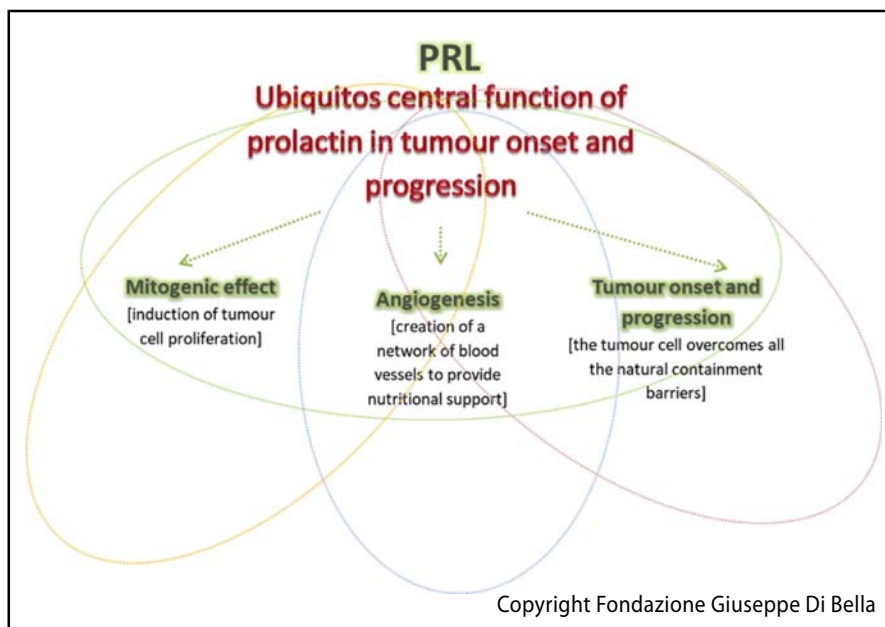 PRL
Ubiquitos central function of
prolactin in tumour onset and
progression
Mitogenic effect
[induction of tumour
cell proliferation]
Angiogenesis
[creation of a
network of blood
vessels to provide
nutritional support]
Tumour onset and
progression
[the tumour cell overcomes all
the natural containment
barriers]
Copyright Fondazione Giuseppe Di Bella